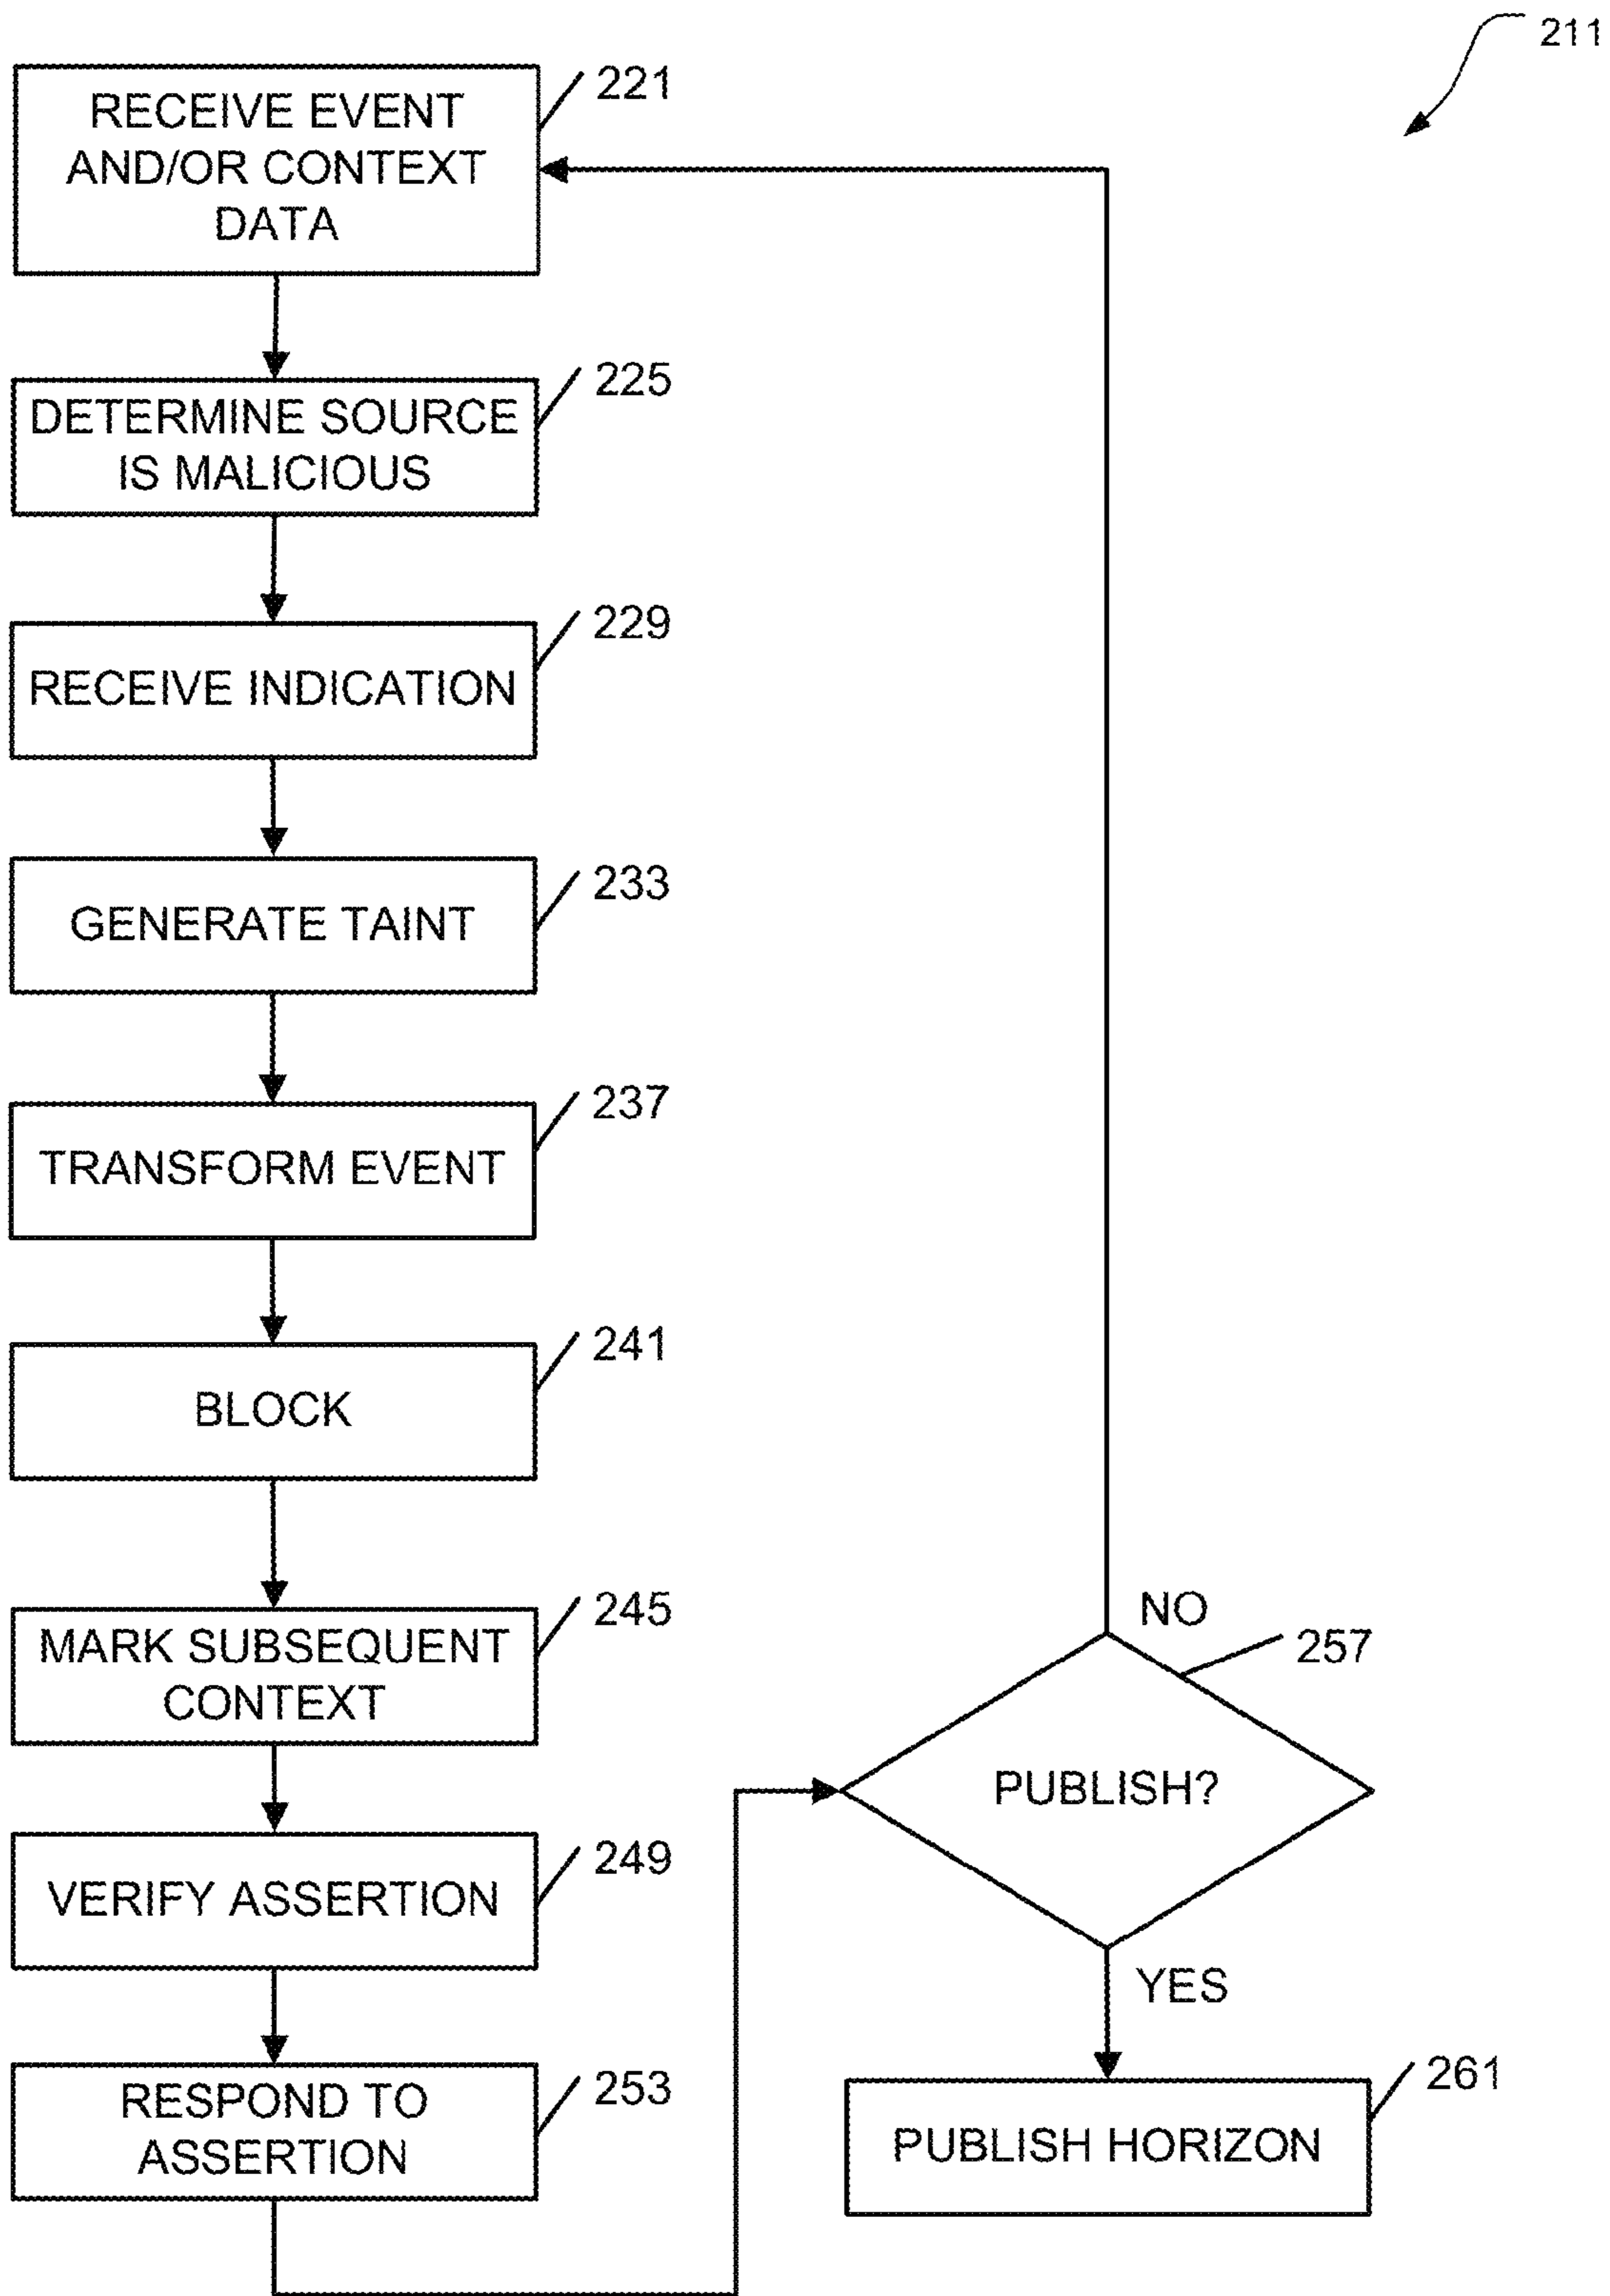 211
RECEIVE EVENT
AND/OR CONTEXT
DATA
221
DETERMINE SOURCE
IS MALICIOUS
225
RECEIVE INDICATION
229
GENERATE TAINT
233
TRANSFORM EVENT
237
BLOCK
241
MARK SUBSEQUENT
CONTEXT
245
VERIFY ASSERTION
249
RESPOND TO
ASSERTION
253
NO
257
PUBLISH?
YES
261
PUBLISH HORIZON